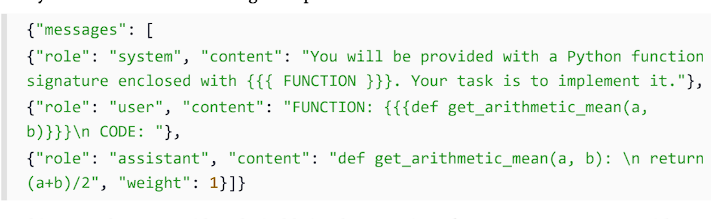 {"messages": [
{"role": "system", "content": "You will be provided with a Python function
signature enclosed with {{{ FUNCTION }}}. Your task is to implement it."},
{"role": "user", "content": "FUNCTION: {{{def get_arithmetic_mean(a,
b)}}}\n CODE: "},
{"role": "assistant", "content": "def get_arithmetic_mean(a, b): \n return
(a+b)/2", "weight": 1}]}